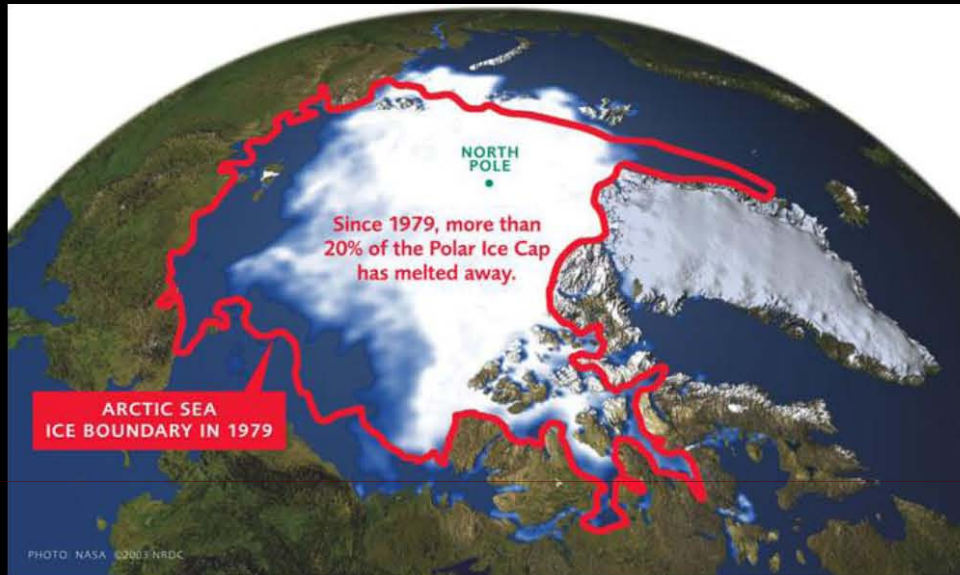 NORTH
POLE
Since 1979, more than
20% of the Polar Ice Cap
has melted away.
ARCTIC SEA
ICE BOUNDARY IN 1979
PHOTO: NASA ©2003 NRDC